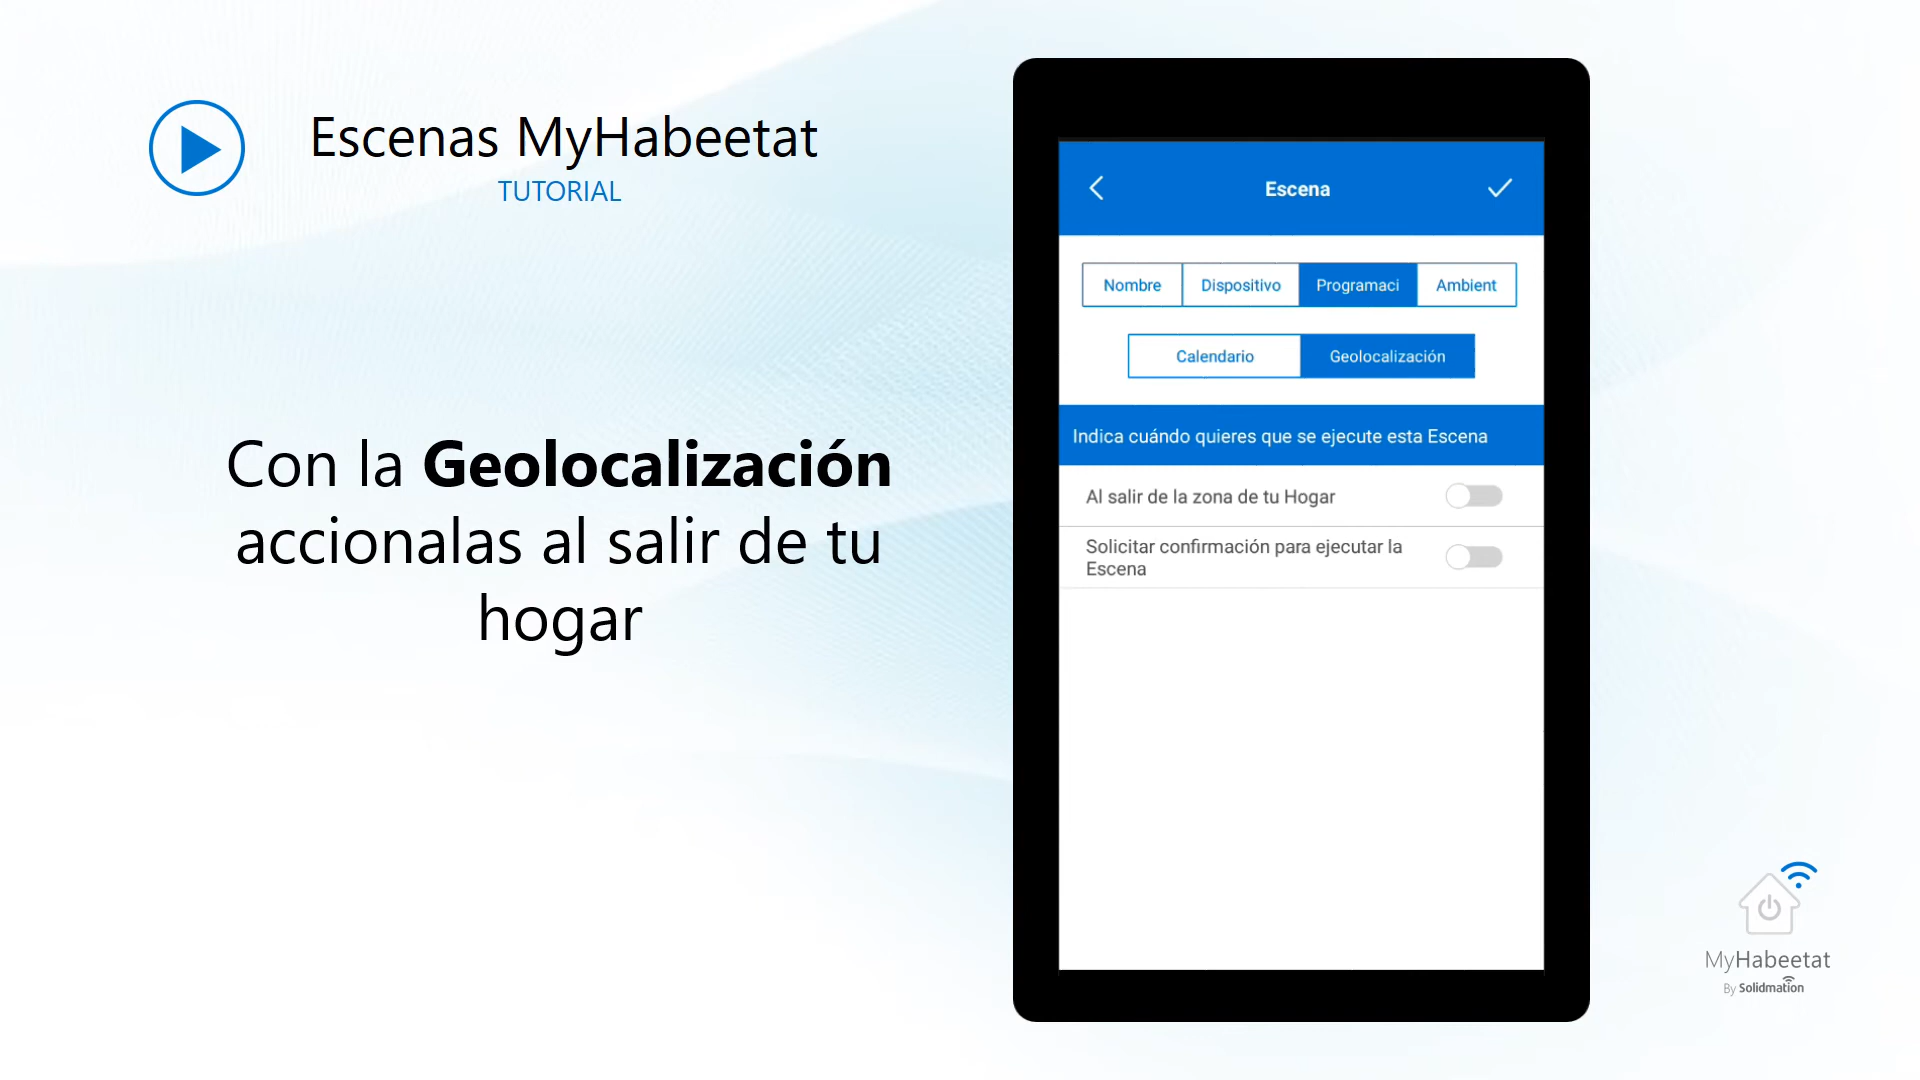 Escenas MyHabeetat
TUTORIAL
Con la Geolocalización
accionalas al salir de tu
hogar
Escena
Nombre
Dispositivo
Programaci
Ambient
Calendario
Geolocalización
Indica cuándo quieres que se ejecute esta Escena
Al salir de la zona de tu Hogar
Solicitar confirmación para ejecutar la
Escena
MyHabeetat
By Solidmation